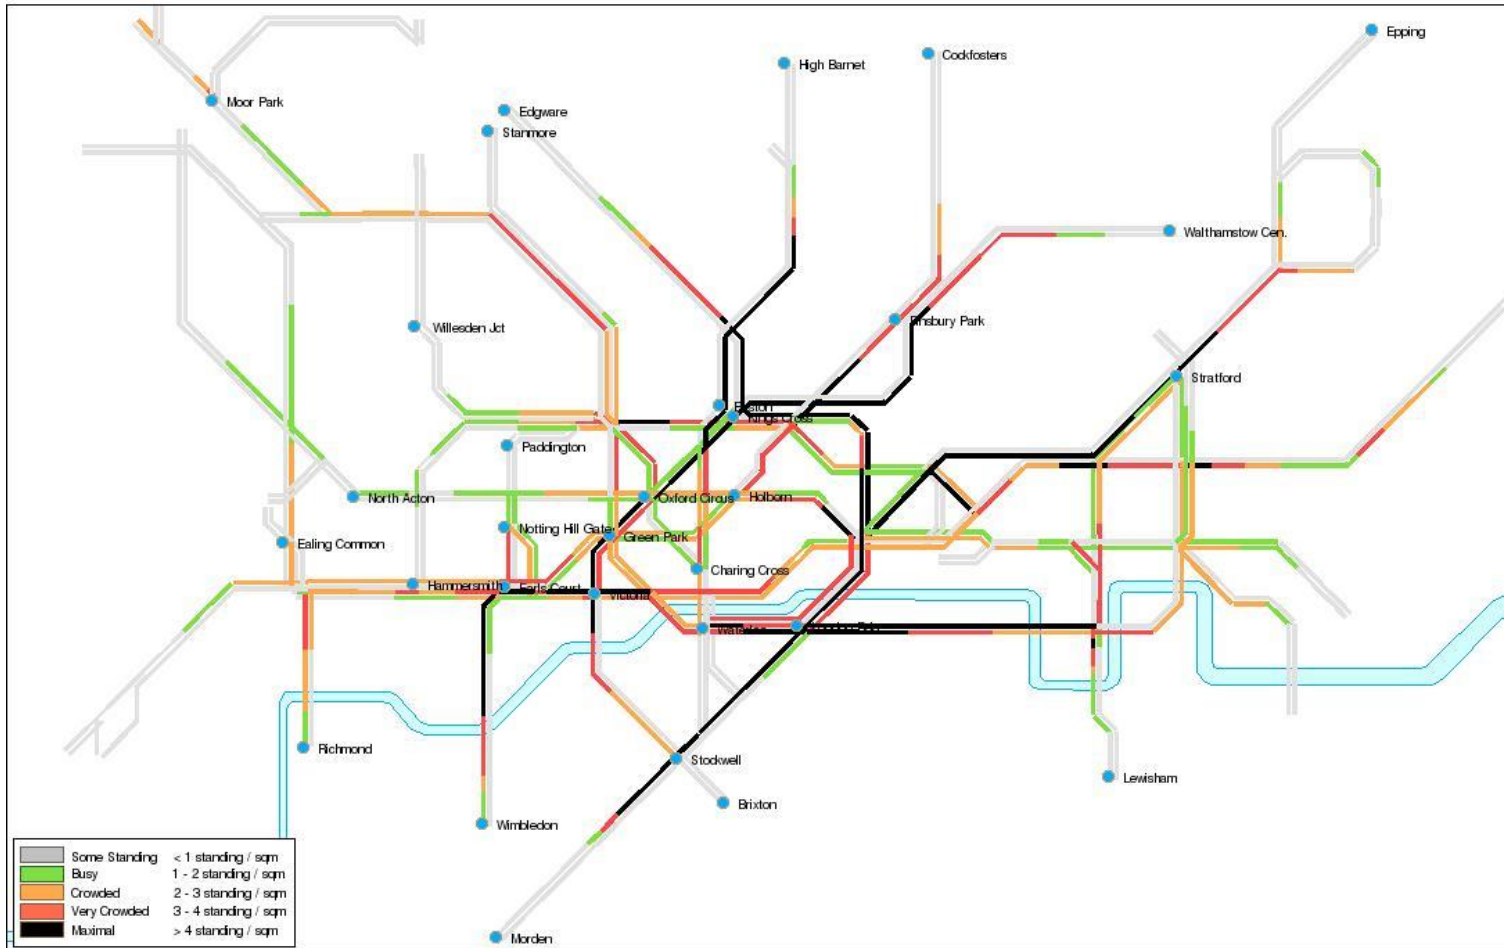 Epping
Cockfosters
High Barnet
Moor Park
Edgware
Stanmore
Walthamstow Cen.
Finsbury Park
Willesden Jct
Stratford
Euston
Kings Cross
Paddington
North Acton
Oxford Circus
Holborn
Notting Hill Gate
Green Park
Ealing Common
Charing Cross
Hammersmith
Earls Court
Victoria
Waterloo
Richmond
Stockwell
Lewisham
Brixton
Wimbledon
Morden
Some Standing < 1 standing / sqm
Busy 1 - 2 standing / sqm
Crowded 2 - 3 standing / sqm
Very Crowded 3 - 4 standing / sqm
Maximal > 4 standing / sqm